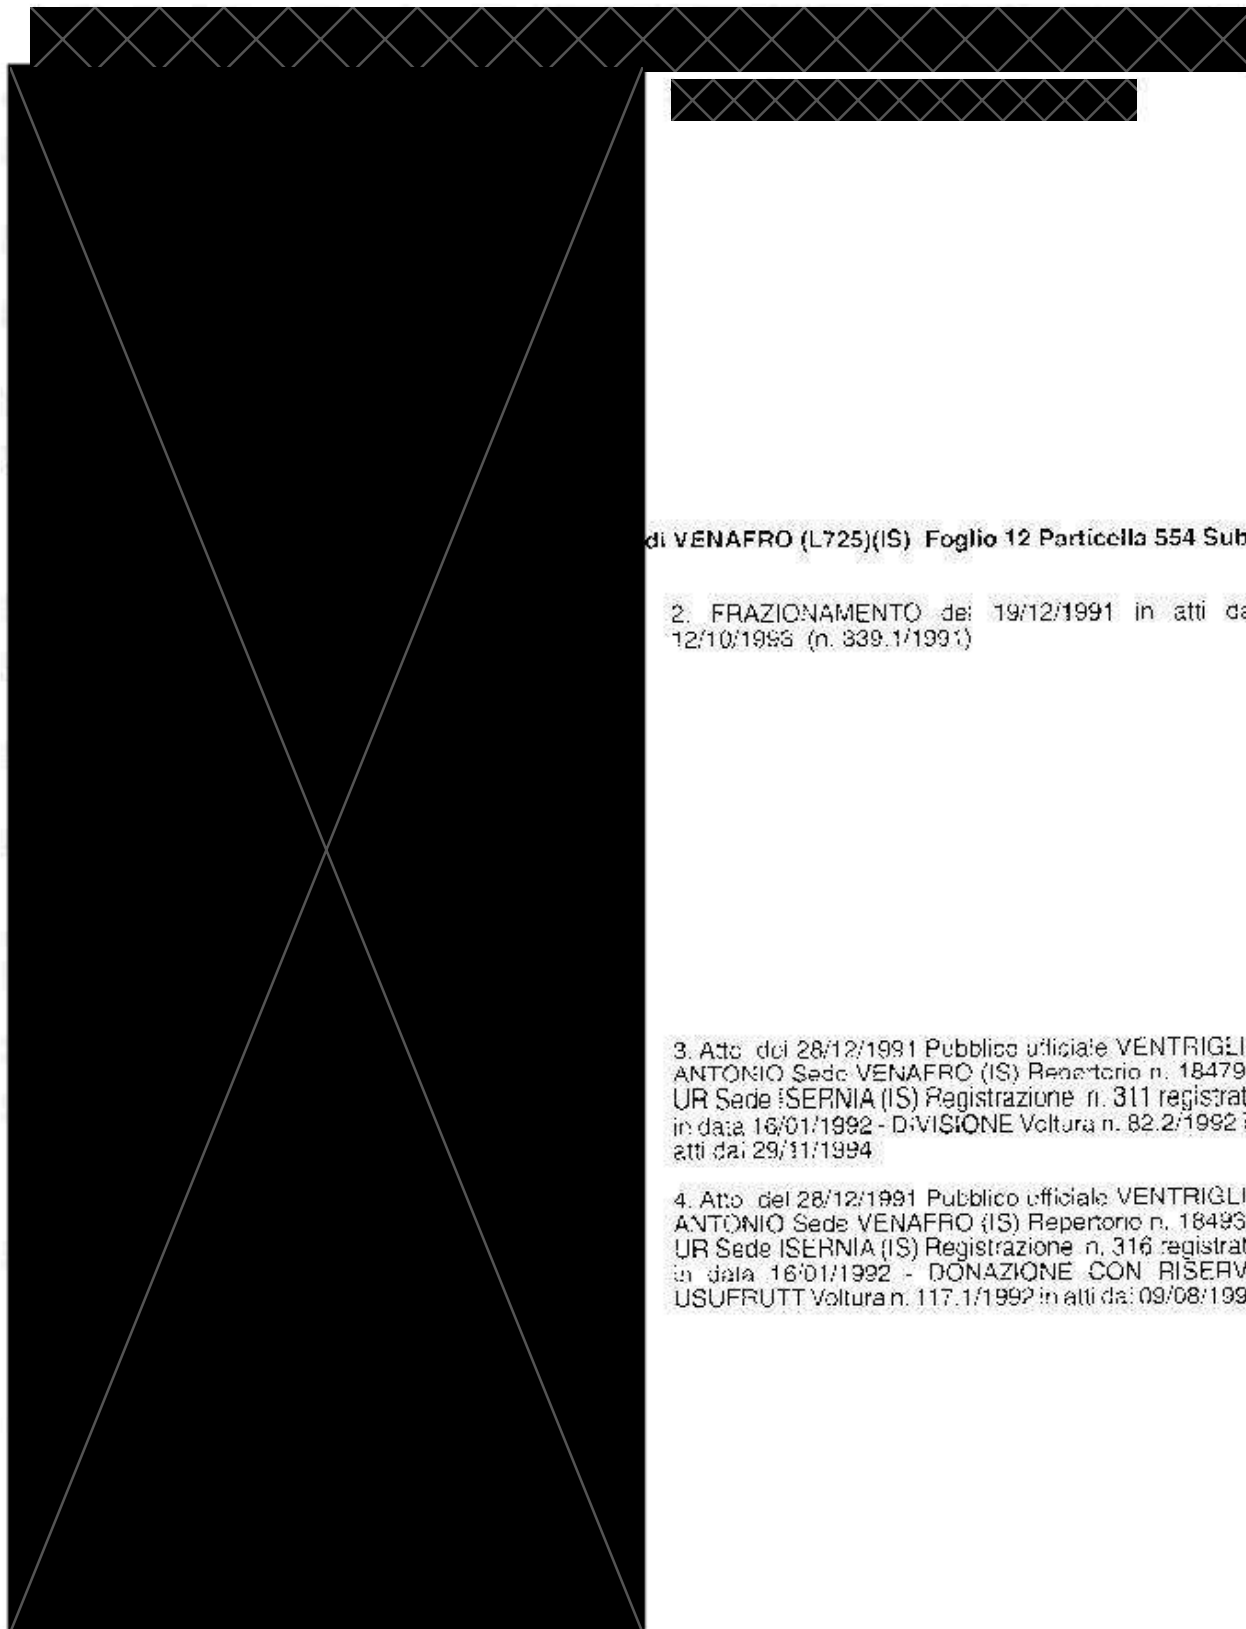 di VENAFRO (L725)(IS) Foglio 12 Particella 554 Sub
2. FRAZIONAMENTO del 19/12/1991 in atti da
12/10/1993 (n. 339.1/1991)
3. Atto del 28/12/1991 Pubblico ufficiale VENTRIGLI
ANTONIO Sede VENAFRO (IS) Repertorio n. 18479
UR Sede ISERNIA (IS) Registrazione n. 311 registrat
in data 16/01/1992 - DIVISIONE Voltura n. 82.2/1992
atti dal 29/11/1994
4. Atto del 28/12/1991 Pubblico ufficiale VENTRIGLI
ANTONIO Sede VENAFRO (IS) Repertorio n. 18493
UR Sede ISERNIA (IS) Registrazione n. 316 registrat
in data 16/01/1992 - DONAZIONE CON RISERV
USUFRUTT Voltura n. 117.1/1992 in atti dal 09/08/199